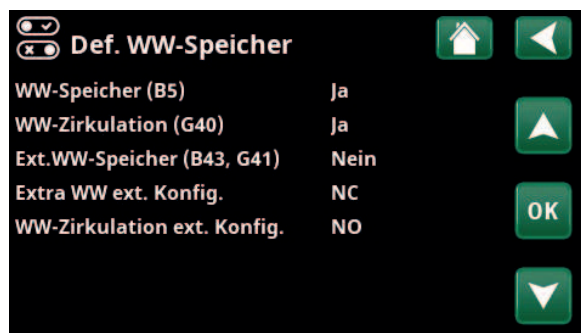 Def. WW-Speicher
WW-Speicher (B5) Ja
WW-Zirkulation (G40) Ja
Ext.WW-Speicher (B43, G41) Nein
Extra WW ext. Konfig. NC
WW-Zirkulation ext. Konfig. NO
OK